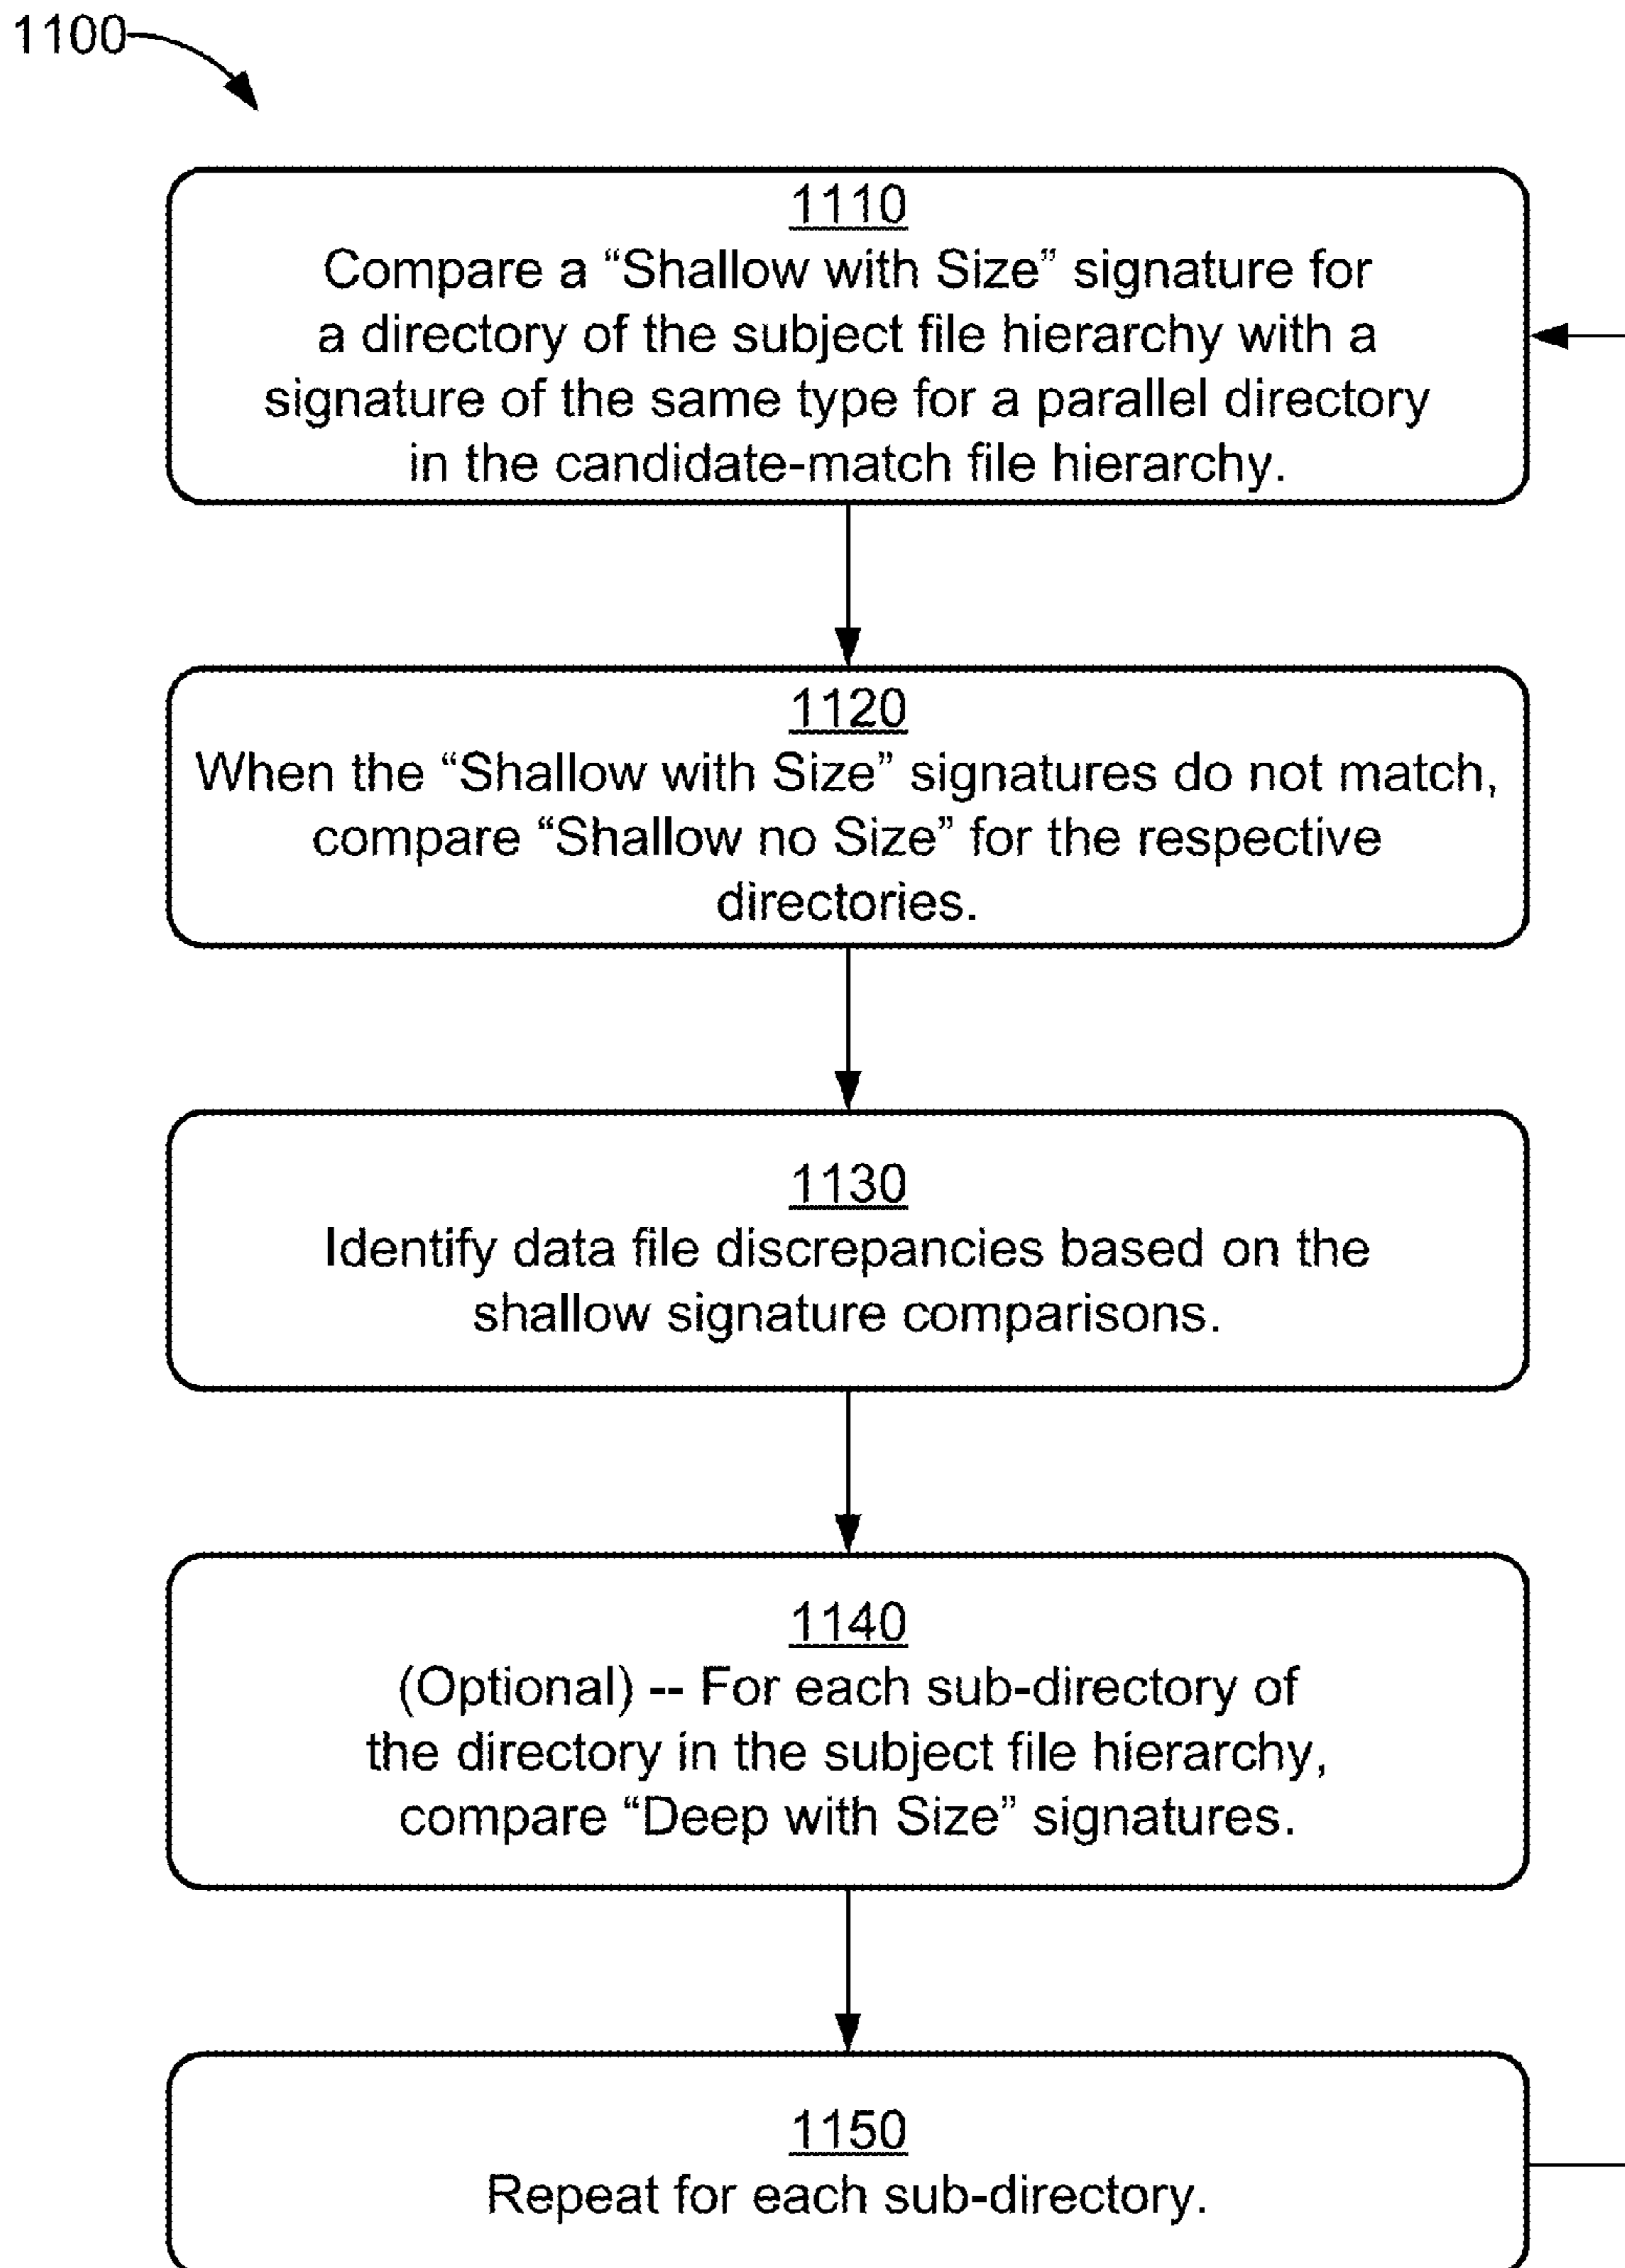 1100
1110
Compare a “Shallow with Size” signature for
a directory of the subject file hierarchy with a
signature of the same type for a parallel directory
in the candidate-match file hierarchy.
1120
When the “Shallow with Size” signatures do not match,
compare “Shallow no Size” for the respective
directories.
1130
Identify data file discrepancies based on the
shallow signature comparisons.
1140
(Optional) -- For each sub-directory of
the directory in the subject file hierarchy,
compare “Deep with Size” signatures.
1150
Repeat for each sub-directory.